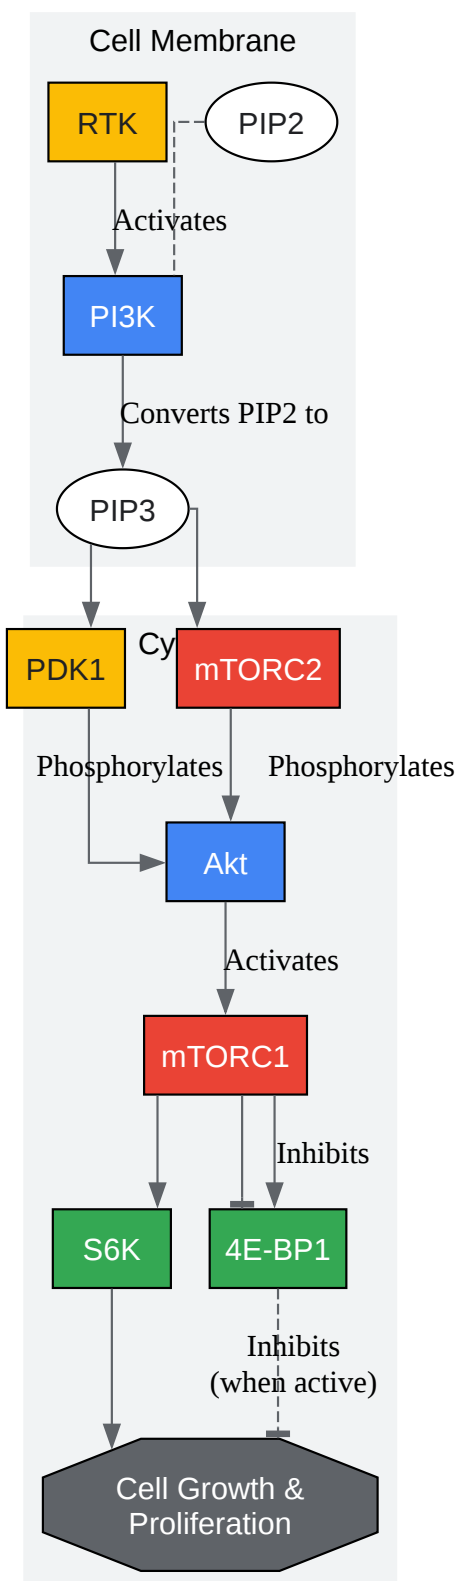 Cell Membrane
RTK
PIP2
Activates
PI3K
Converts PIP2 to
PIP3
Cy
PDK1
mTORC2
Phosphorylates
Phosphorylates
Akt
Activates
mTORC1
Inhibits
S6K
4E-BP1
Inhibits
(when active)
Cell Growth &
Proliferation